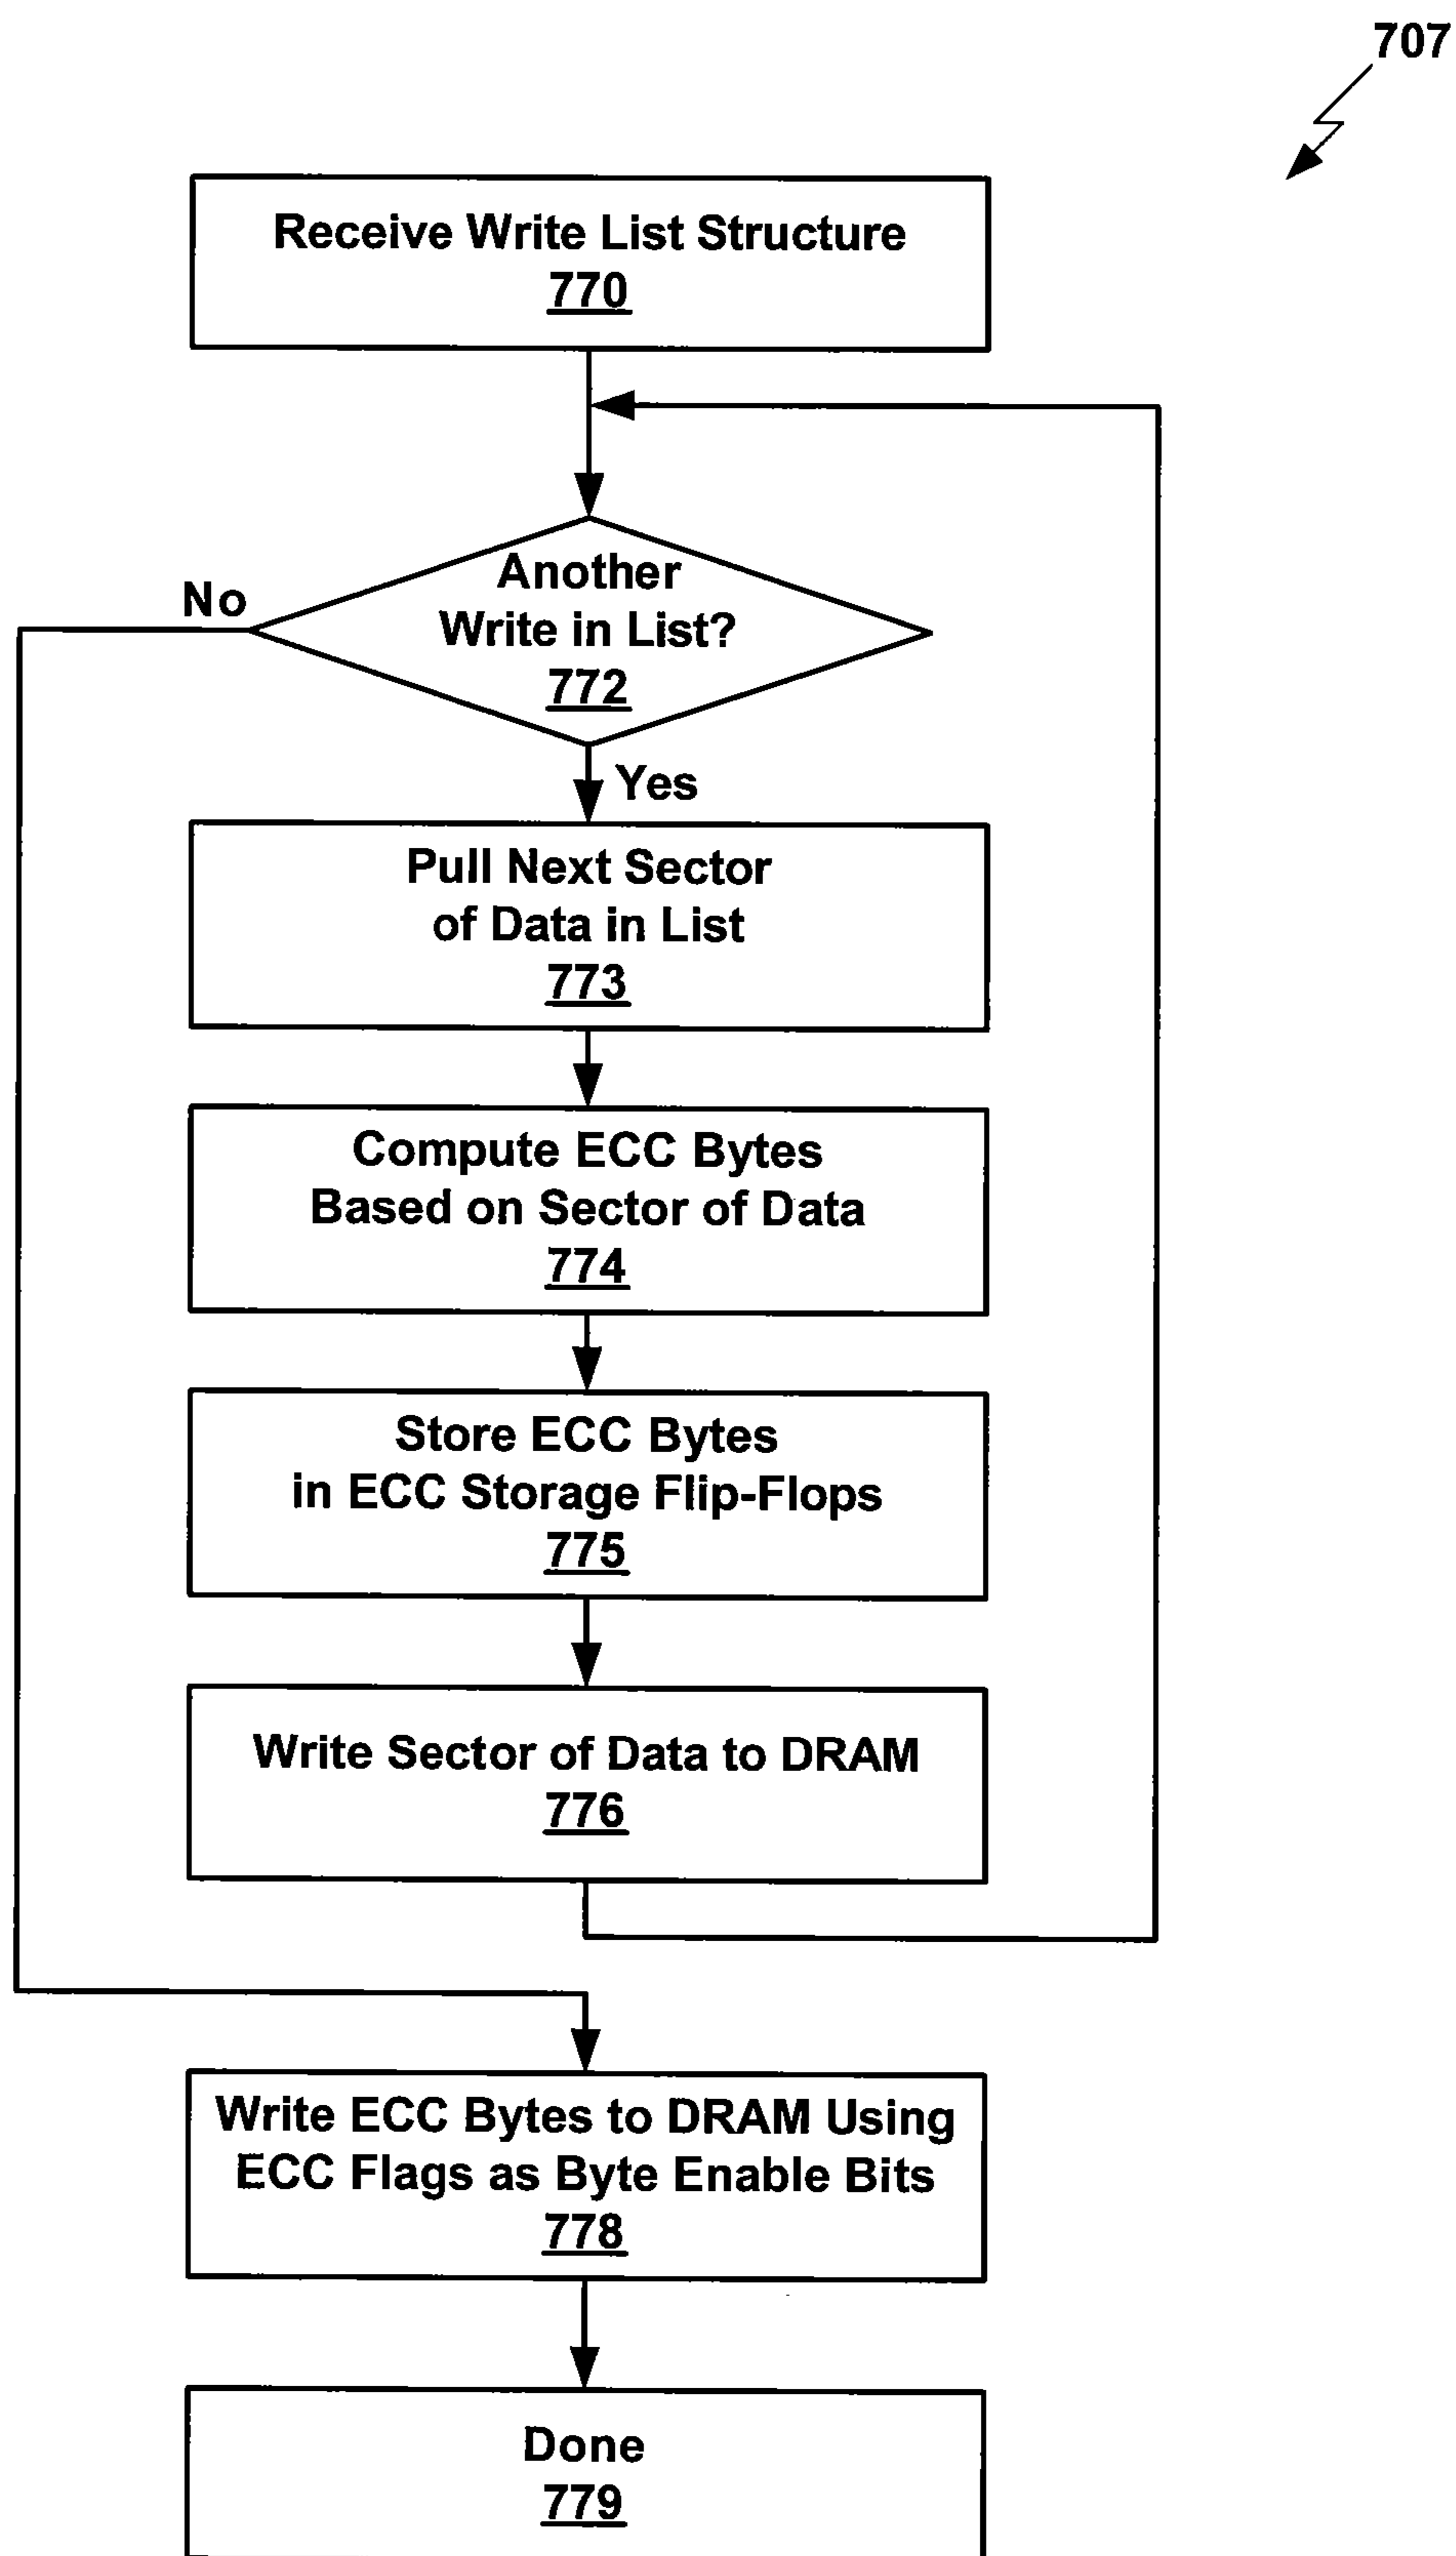 707
Receive Write List Structure
770
Another
Write in List?
772
No
Yes
Pull Next Sector
of Data in List
773
Compute ECC Bytes
Based on Sector of Data
774
Store ECC Bytes
in ECC Storage Flip-Flops
775
Write Sector of Data to DRAM
776
Write ECC Bytes to DRAM Using
ECC Flags as Byte Enable Bits
778
Done
779